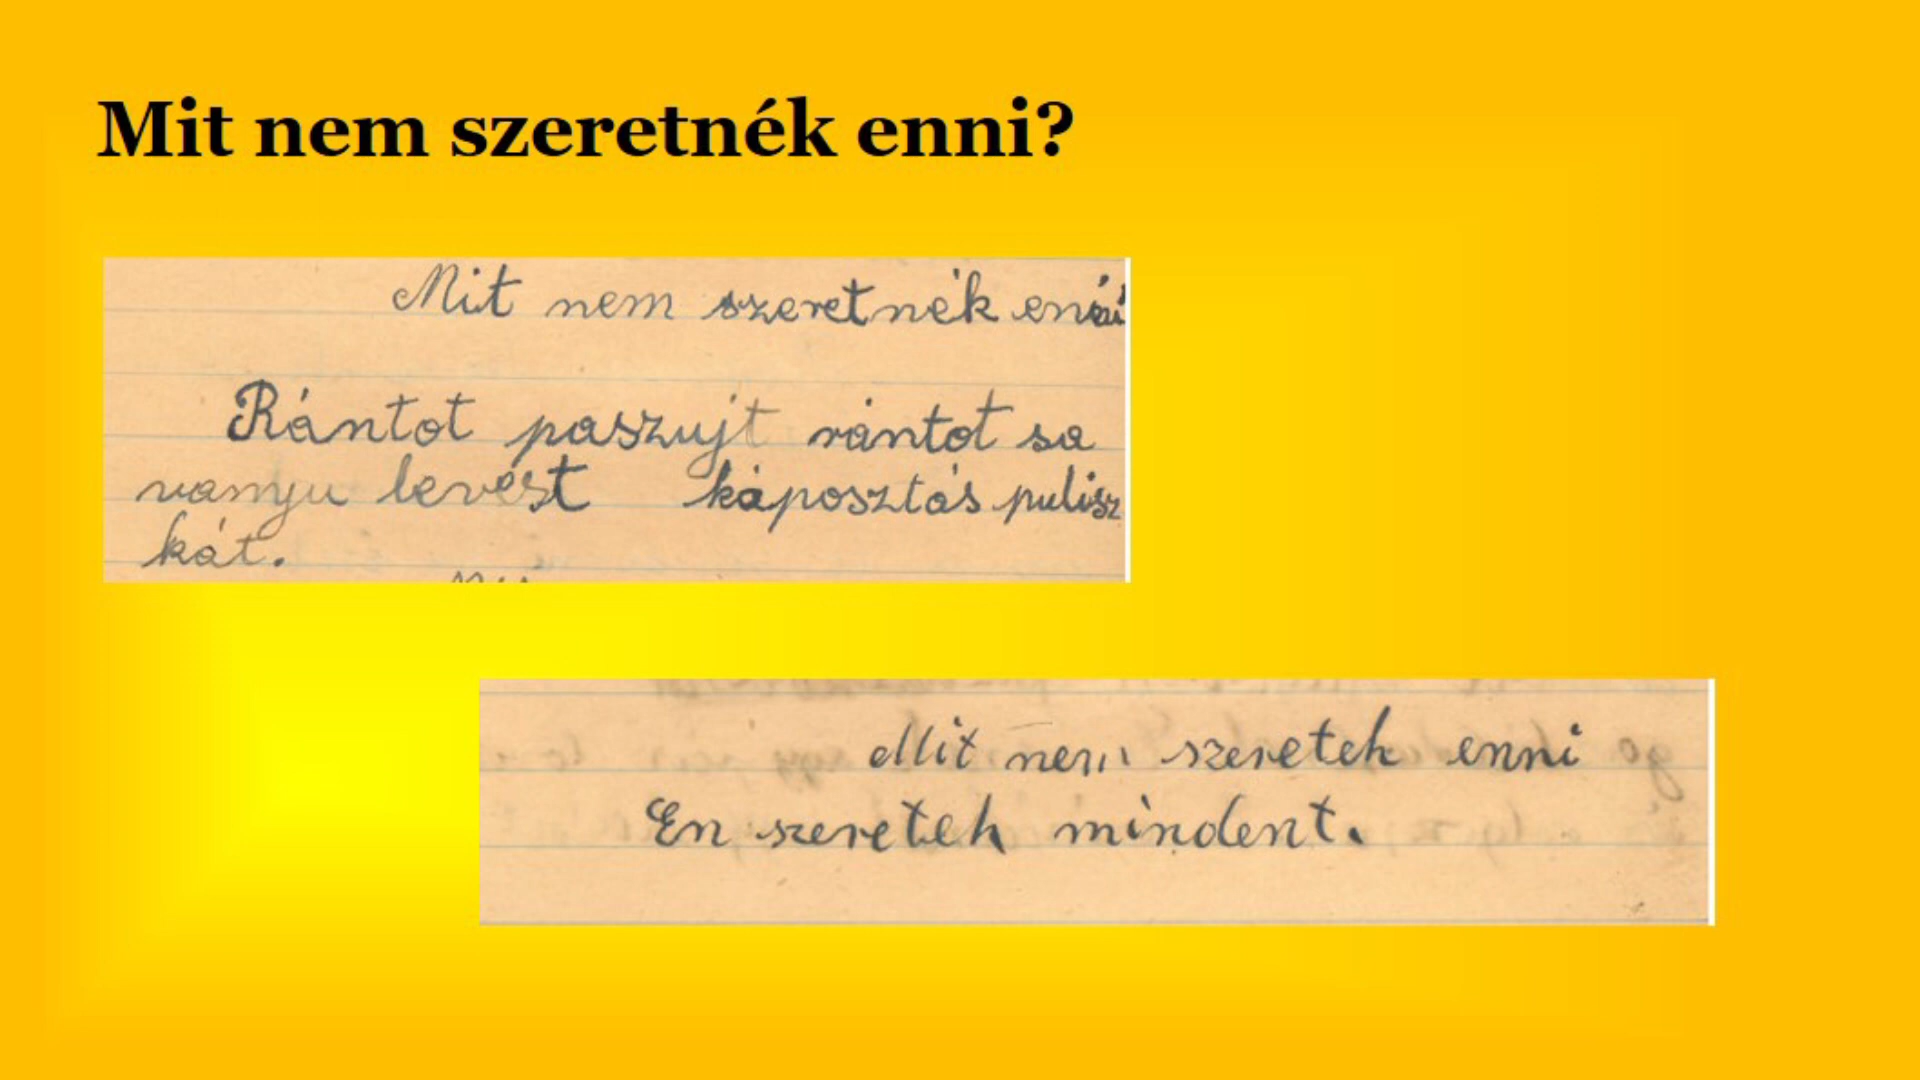 Mit nem szeretnék enni?
Mit nem szeretnék enni
Rántot paszujt rántot sa
vanyu levest káposztás pulisz
kát.
Mit nem szeretek enni
En szeretek mindent.